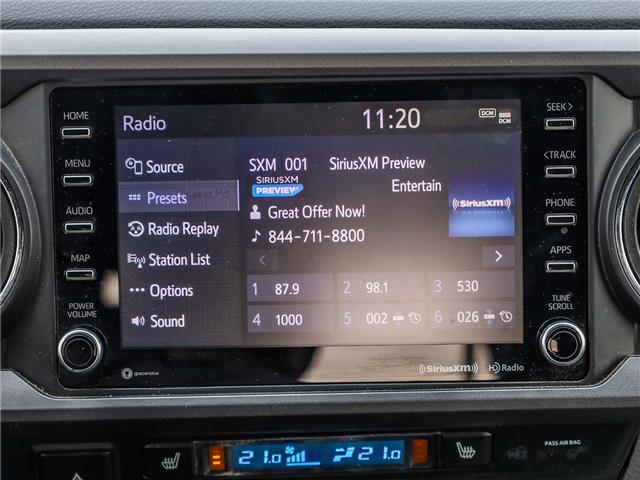 HOME
MENU
AUDIO
MAP
POWER
VOLUME
Radio
11:20
DCM
DCM
Source
Presets
Radio Replay
Station List
Options
Sound
SXM 001 SiriusXM Preview
SIRIUSXM
PREVIEW
Entertain
Great Offer Now!
844-711-8800
((SiriusXM))
< >
1 87.9
2 98.1
3 530
4 1000
5 002
6 026
SEEK>
<TRACK
PHONE
APPS
TUNE
SCROLL
gracenote
((SiriusXM))
HD Radio
21.0
21.0
PASS AIR BAG